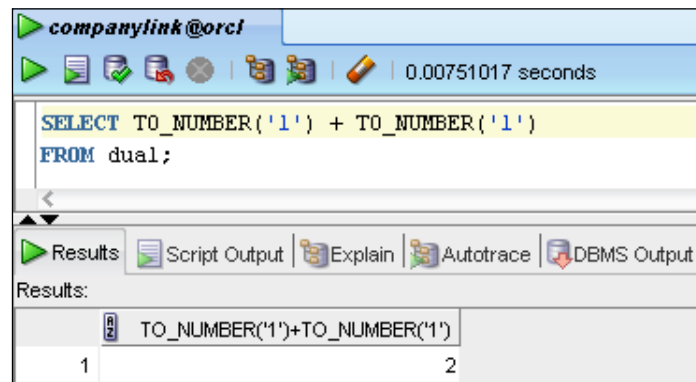 companylink@orcl
0.00751017 seconds
SELECT TO_NUMBER('1') + TO_NUMBER('1')
FROM dual;
Results Script Output Explain Autotrace DBMS Output
Results:
TO_NUMBER('1')+TO_NUMBER('1')
1 2